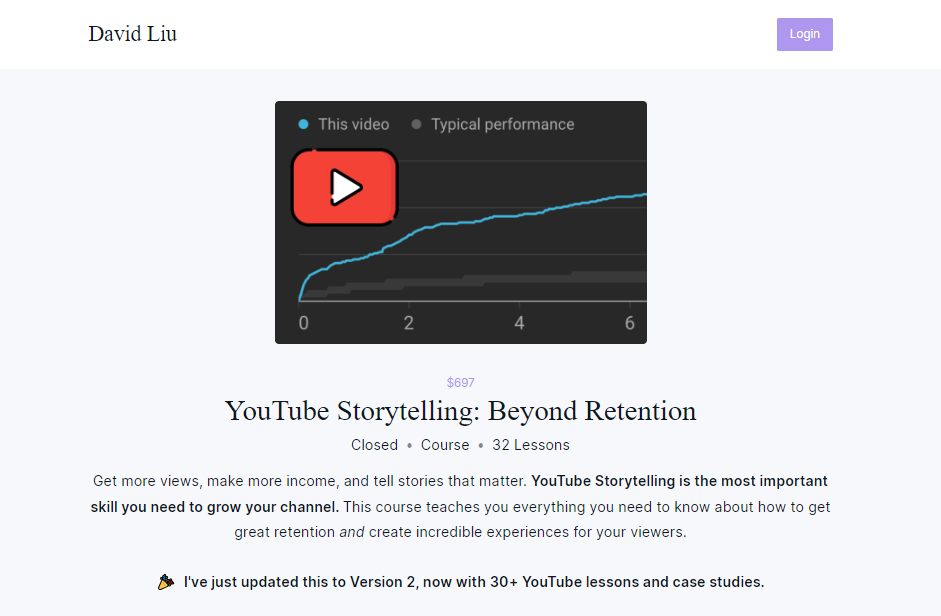 David Liu
Login
This video
Typical performance
0 2 4 6
$697
YouTube Storytelling: Beyond Retention
Closed • Course • 32 Lessons
Get more views, make more income, and tell stories that matter. YouTube Storytelling is the most important
skill you need to grow your channel. This course teaches you everything you need to know about how to get
great retention and create incredible experiences for your viewers.
🎉 I've just updated this to Version 2, now with 30+ YouTube lessons and case studies.